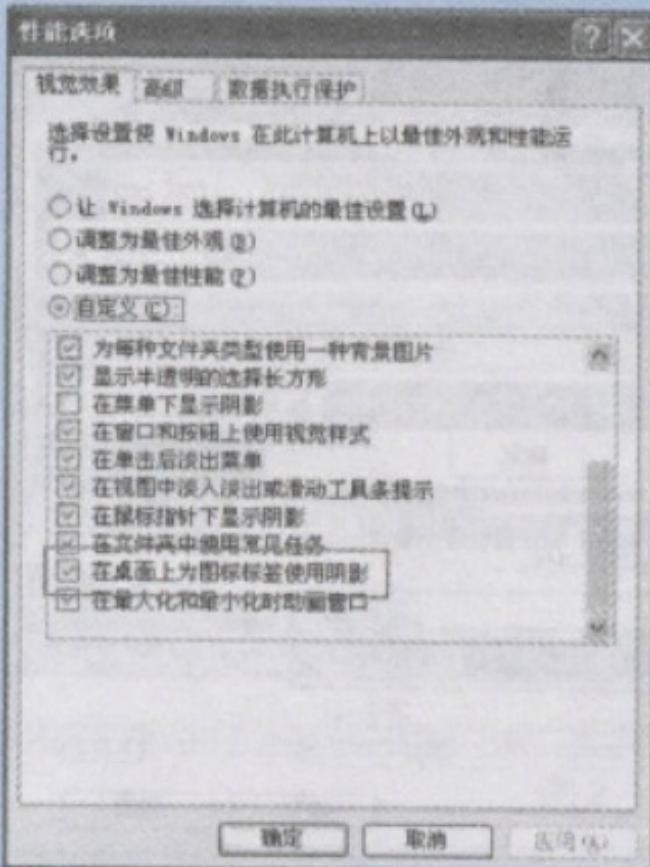 性能选项
视觉效果 高级 数据执行保护
选择设置使 Windows 在此计算机上以最佳外观和性能运
行。
让 Windows 选择计算机的最佳设置(L)
调整为最佳外观(B)
调整为最佳性能(P)
自定义(C):
为每种文件夹类型使用一种背景图片
显示半透明的选择长方形
在菜单下显示阴影
在窗口和按钮上使用视觉样式
在单击后淡出菜单
在视图中淡入淡出或滑动工具条提示
在鼠标指针下显示阴影
在文件夹中使用常见任务
在桌面上为图标标签使用阴影
在最大化和最小化时动画窗口
确定 取消 应用(A)